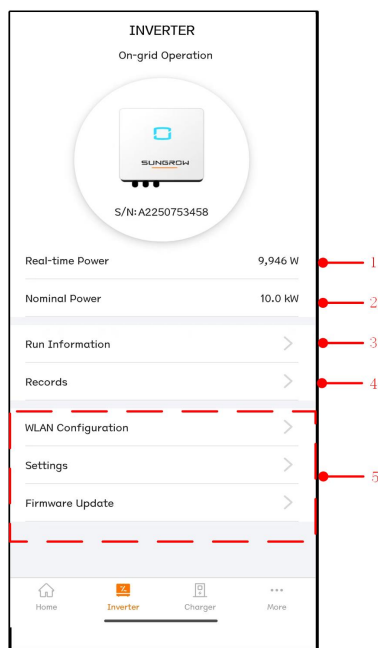 INVERTER
On-grid Operation
SUNGROW
S/N: A2250753458
Real-time Power 9,946 W 1
Nominal Power 10.0 kW 2
Run Information 3
Records 4
WLAN Configuration
Settings 5
Firmware Update
Home Inverter Charger More